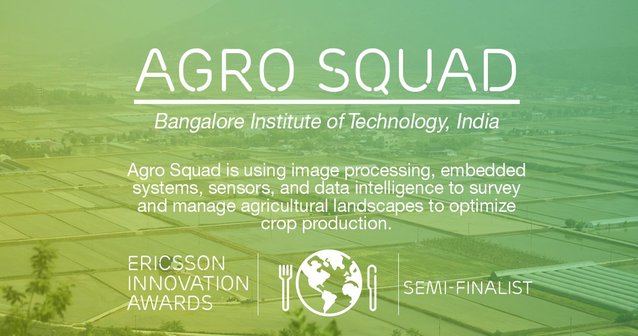 AGRO SQUAD
Bangalore Institute of Technology, India
Agro Squad is using image processing, embedded
systems, sensors, and data intelligence to survey
and manage agricultural landscapes to optimize
crop production.
ERICSSON
INNOVATION
AWARDS
SEMI-FINALIST